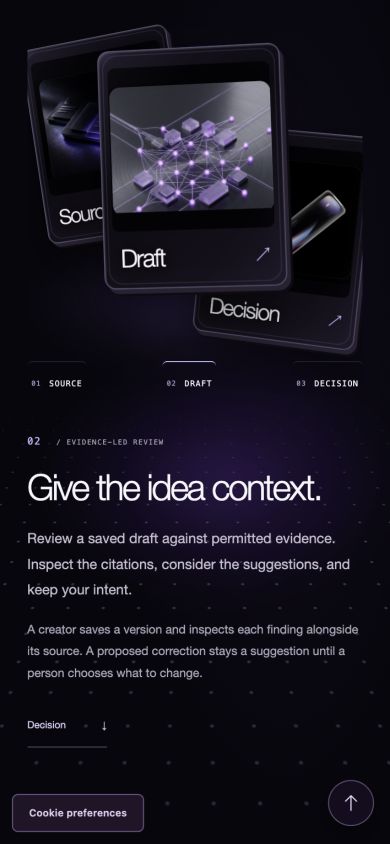 Draft
Decision
01 SOURCE
02 DRAFT
03 DECISION
02 / EVIDENCE-LED REVIEW
Give the idea context.
Review a saved draft against permitted evidence.
Inspect the citations, consider the suggestions, and
keep your intent.
A creator saves a version and inspects each finding alongside
its source. A proposed correction stays a suggestion until a
person chooses what to change.
Decision ↓
Cookie preferences